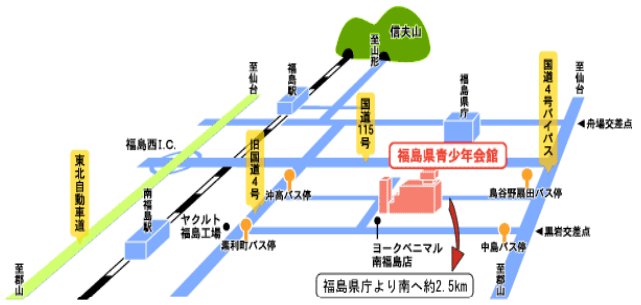 信夫山
至仙台
福島駅
至山形
福島県庁
国道4号バイパス
至仙台
舟場交差点
国道115号
福島西I.C.
東北自動車道
旧国道4号
福島県青少年会館
南福島駅
沖高バス停
鳥谷野扇田バス停
ヤクルト
福島工場
黒利町バス停
ヨークベニマル
南福島店
中島バス停
黒岩交差点
至郡山
至郡山
福島県庁より南へ約2.5km